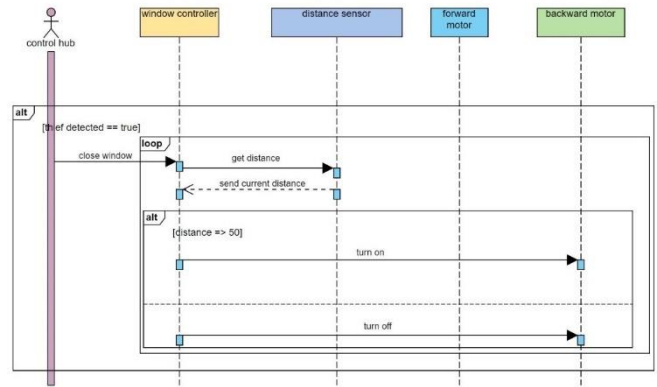 window controller
distance sensor
forward
motor
backward motor
control hub
alt
[thief detected == true]
loop
close window
get distance
send current distance
alt
[distance => 50]
turn on
turn off